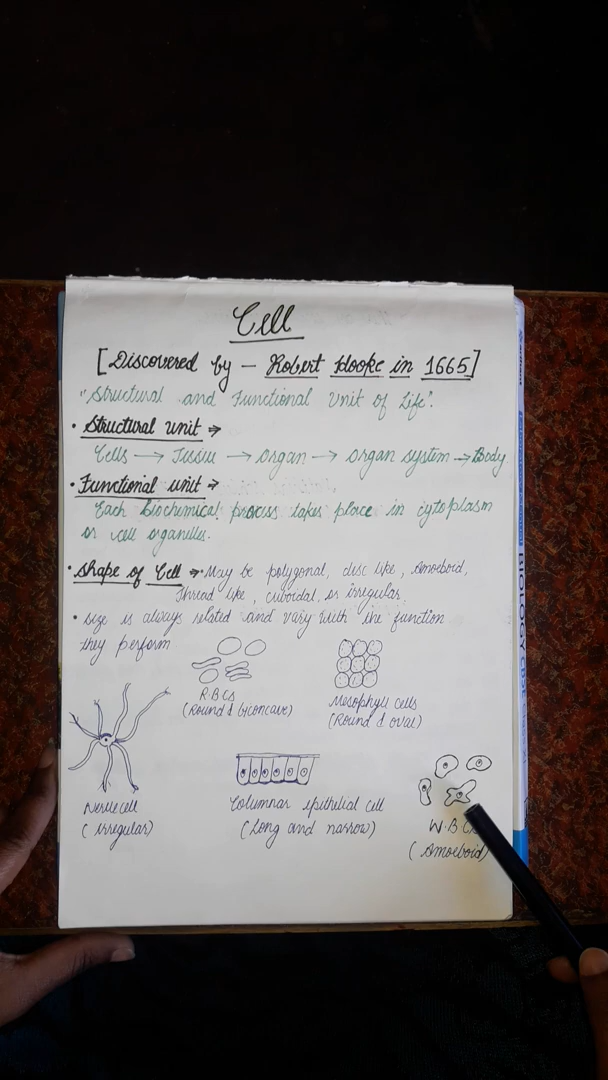 Cell
[Discovered by - Robert Hooke in 1665]
"Structural and Functional Unit of Life".
• Structural unit →
Cells → Tissue → Organ → Organ system → Body
• Functional unit →
Each Biochemical process takes place in cytoplasm
or cell organelles.
• Shape of Cell → • May be polygonal, disc like, Amoeboid,
Thread like, cuboidal, or irregular.
• Size is always related and vary with the function
they perform
R.B.Cs
(Round & biconcave)
Mesophyll cells
(Round & oval)
Nerve cell
(irregular)
Columnar epithelial cell
(Long and narrow)
W.B.C
(Amoeboid)
BIOLOGY CBSE